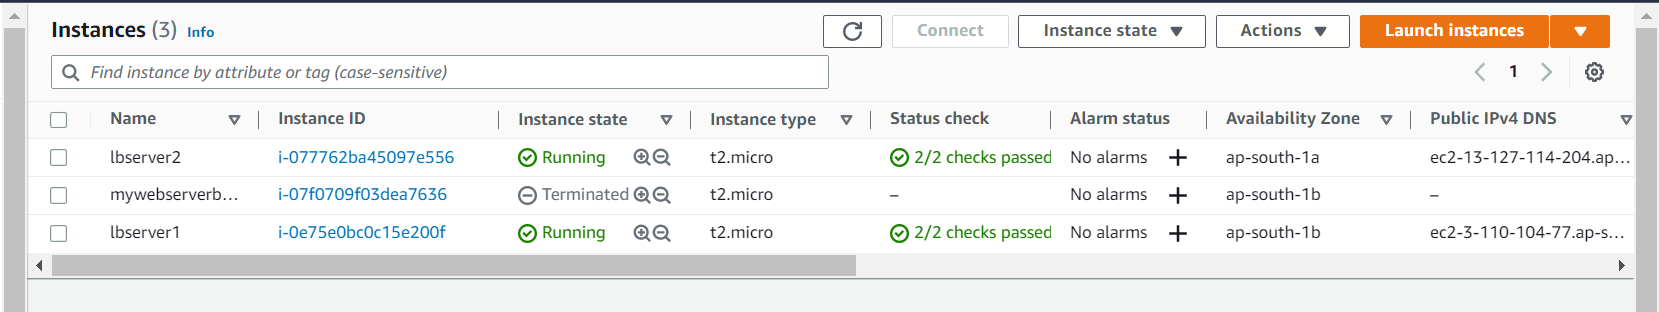 Instances (3) Info Connect Instance state Actions Launch instances
Find instance by attribute or tag (case-sensitive) 1
Name Instance ID Instance state Instance type Status check Alarm status Availability Zone Public IPv4 DNS
lbserver2 i-077762ba45097e556 Running t2.micro 2/2 checks passed No alarms + ap-south-1a ec2-13-127-114-204.ap...
mywebserverb... i-07f0709f03dea7636 Terminated t2.micro – No alarms + ap-south-1b –
lbserver1 i-0e75e0bc0c15e200f Running t2.micro 2/2 checks passed No alarms + ap-south-1b ec2-3-110-104-77.ap-s...